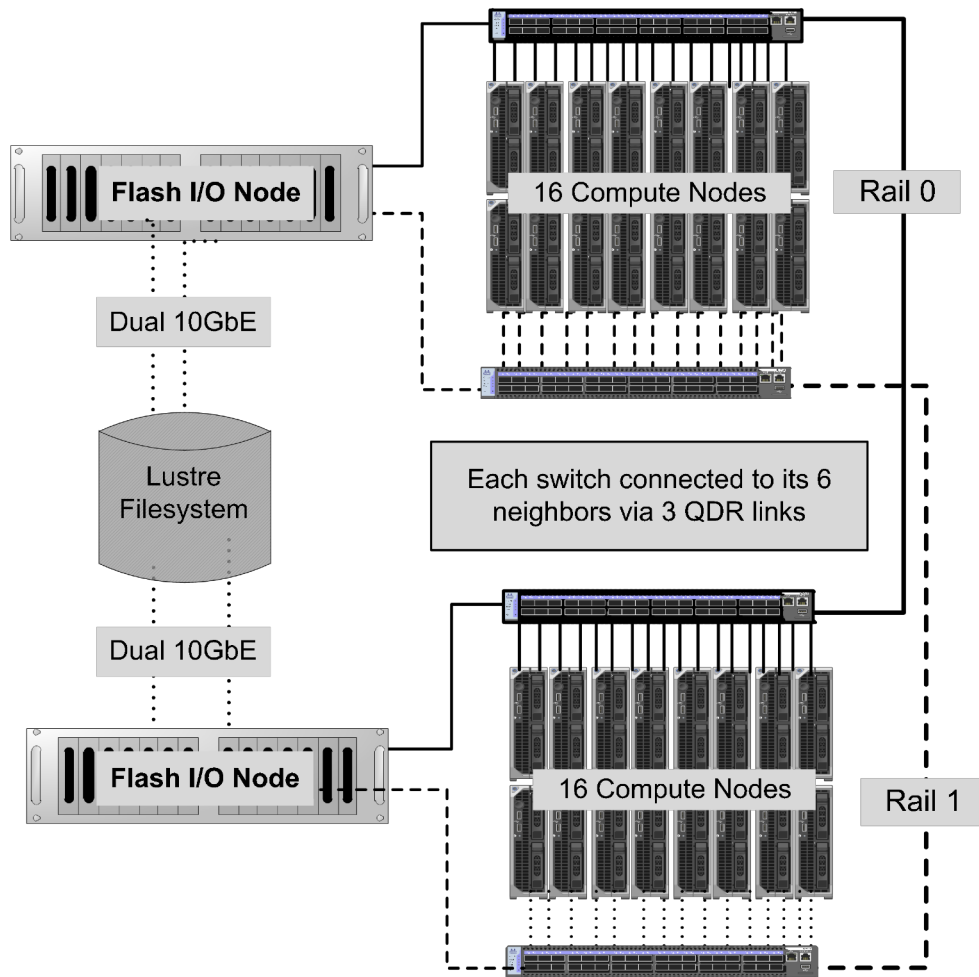 Flash I/O Node
16 Compute Nodes
Rail 0
Dual 10GbE
Lustre
Filesystem
Each switch connected to its 6
neighbors via 3 QDR links
Dual 10GbE
Flash I/O Node
16 Compute Nodes
Rail 1